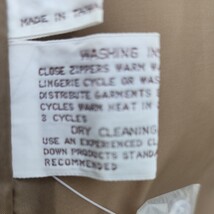 MADE IN TAIWAN
WASHING INS
CLOSE ZIPPERS WARM WA
LINGERIE CYCLE OR WAS
DISTRIBUTE GARMENTS E
CYCLES WARM HEAT IN
3 CYCLES
DRY CLEANING
USE AN EXPERIENCED CL
DOWN PRODUCTS STANDA
RECOMMENDED